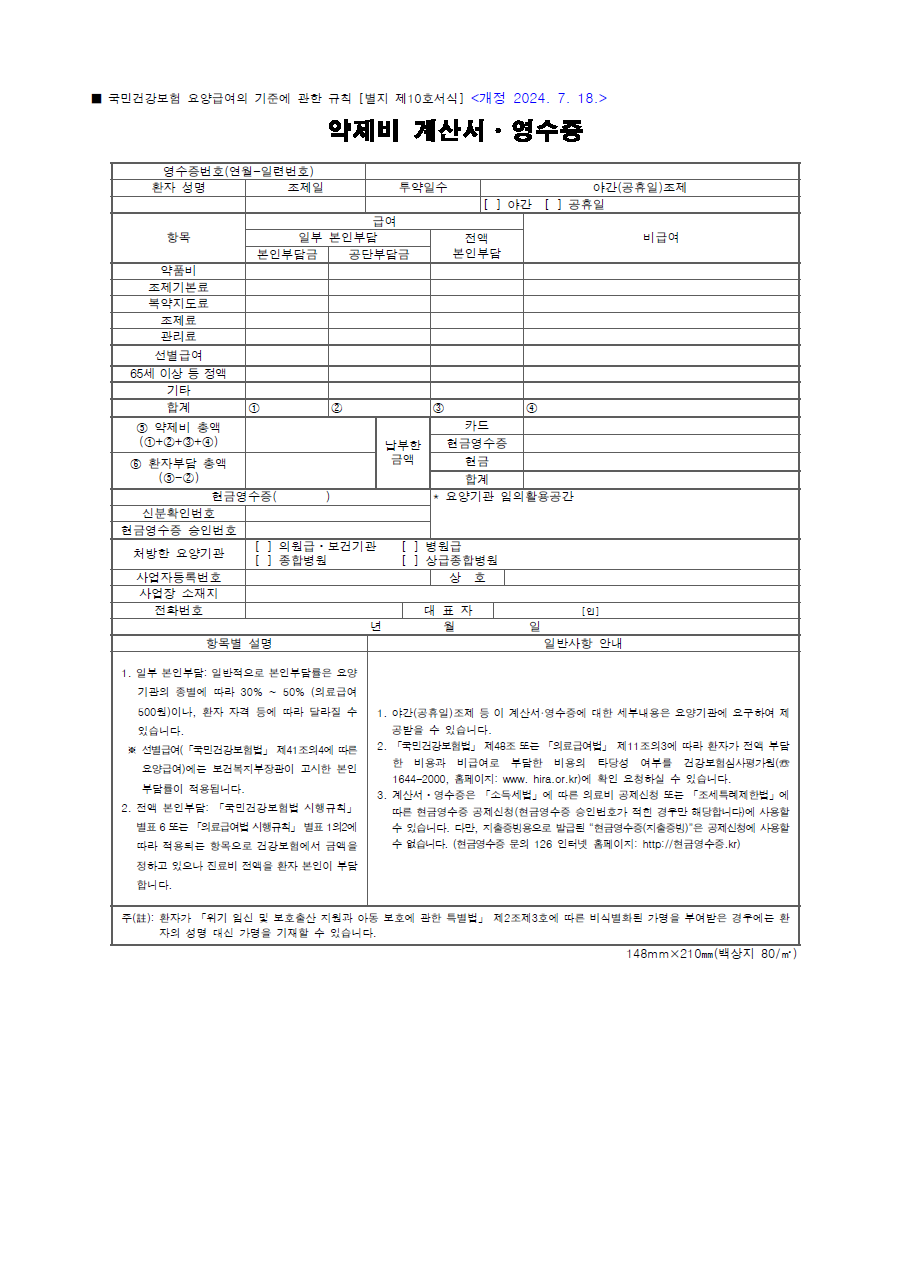 ■ 국민건강보험 요양급여의 기준에 관한 규칙 [별지 제10호서식] <개정 2024. 7. 18.>
약제비 계산서ㆍ영수증
영수증번호(연월-일련번호)
환자 성명 조제일 투약일수 야간(공휴일)조제
[ ] 야간 [ ] 공휴일
항목 급여 비급여
일부 본인부담 전액 본인부담
본인부담금 공단부담금
약품비
조제기본료
복약지도료
조제료
관리료
선별급여
65세 이상 등 정액
기타
합계 ① ② ③ ④
⑤ 약제비 총액
(①+②+③+④)
납부한
금액
카드
현금영수증
⑥ 환자부담 총액
(⑤-②)
현금
합계
현금영수증( ) * 요양기관 임의활용공간
신분확인번호
현금영수증 승인번호
처방한 요양기관 [ ] 의원급ㆍ보건기관 [ ] 병원급
[ ] 종합병원 [ ] 상급종합병원
사업자등록번호 상 호
사업장 소재지
전화번호 대 표 자 [인]
년 월 일
항목별 설명 일반사항 안내
1. 일부 본인부담: 일반적으로 본인부담률은 요양
기관의 종별에 따라 30% ~ 50% (의료급여
500원)이나, 환자 자격 등에 따라 달라질 수
있습니다.
※ 선별급여(「국민건강보험법」 제41조의4에 따른
요양급여)에는 보건복지부장관이 고시한 본인
부담률이 적용됩니다.
2. 전액 본인부담: 「국민건강보험법 시행규칙」
별표 6 또는 「의료급여법 시행규칙」 별표 1의2에
따라 적용되는 항목으로 건강보험에서 금액을
정하고 있으나 진료비 전액을 환자 본인이 부담
합니다.
1. 야간(공휴일)조제 등 이 계산서·영수증에 대한 세부내용은 요양기관에 요구하여 제
공받을 수 있습니다.
2. 「국민건강보험법」 제48조 또는 「의료급여법」 제11조의3에 따라 환자가 전액 부담
한 비용과 비급여로 부담한 비용의 타당성 여부를 건강보험심사평가원(☏
1644-2000, 홈페이지: www. hira.or.kr)에 확인 요청하실 수 있습니다.
3. 계산서ㆍ영수증은 「소득세법」에 따른 의료비 공제신청 또는 「조세특례제한법」에
따른 현금영수증 공제신청(현금영수증 승인번호가 적힌 경우만 해당합니다)에 사용할
수 있습니다. 다만, 지출증빙용으로 발급된 "현금영수증(지출증빙)"은 공제신청에 사용할
수 없습니다. (현금영수증 문의 126 인터넷 홈페이지: http://현금영수증.kr)
주(註): 환자가 「위기 임신 및 보호출산 지원과 아동 보호에 관한 특별법」 제2조제3호에 따른 비식별화된 가명을 부여받은 경우에는 환
자의 성명 대신 가명을 기재할 수 있습니다.
148mm×210㎜(백상지 80/㎡)